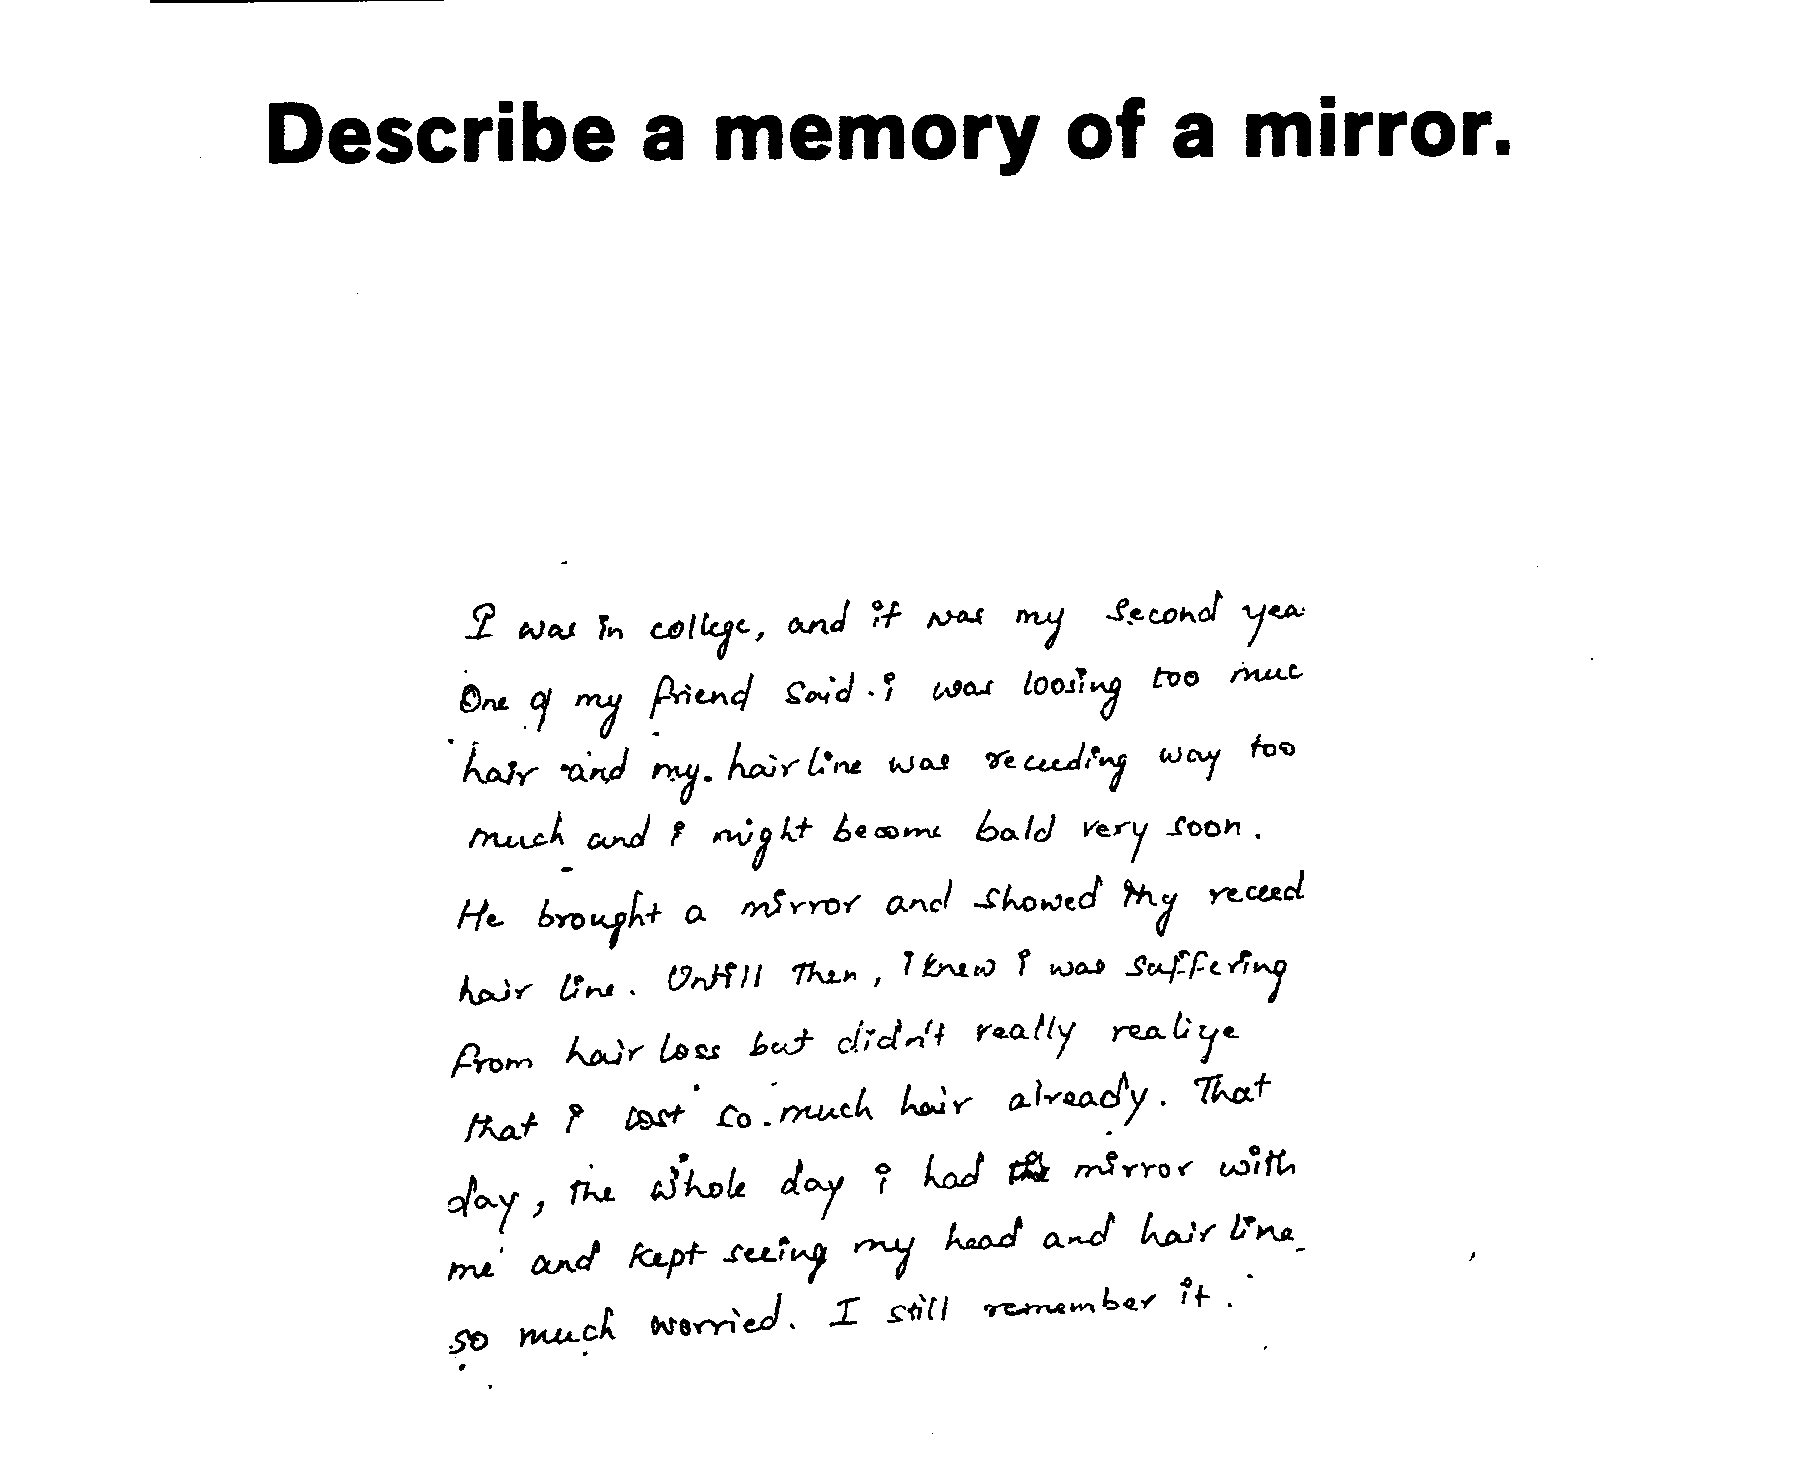 Describe a memory of a mirror.
I was in college, and it was my second yea
One of my friend said i was loosing too muc
hair and my hair line was receeding way too
much and i might become bald very soon.
He brought a mirror and showed my receed
hair line. Untill then, i knew i was suffering
from hair loss but didn't really realize
that i lost so much hair already. That
day, the whole day i had the mirror with
me and kept seeing my head and hair line
so much worried. I still remember it.